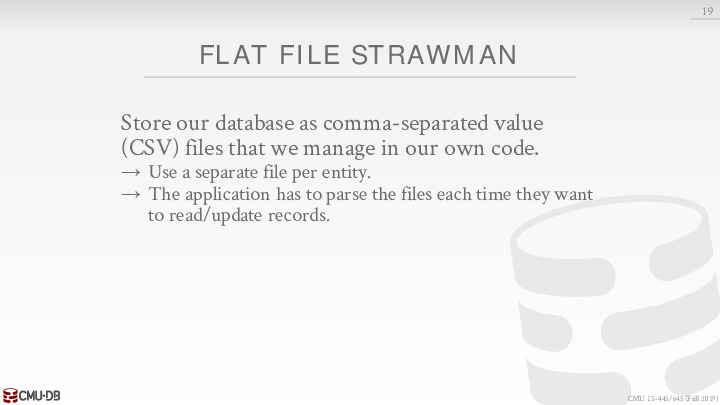 19
FLAT FILE STRAWMAN
Store our database as comma-separated value
(CSV) files that we manage in our own code.
→ Use a separate file per entity.
→ The application has to parse the files each time they want
to read/update records.
CMU·DB
CMU 15-445/645 (Fall 2019)